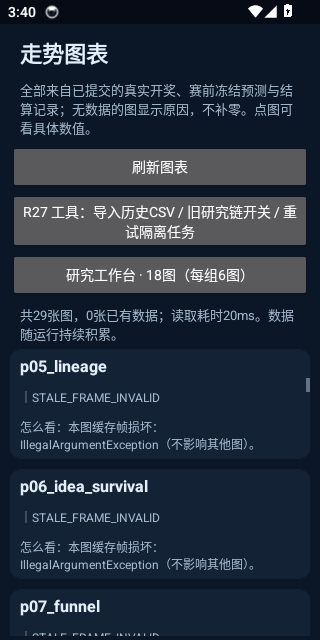 3:40
走势图表
全部来自已提交的真实开奖、赛前冻结预测与结
算记录；无数据的图显示原因，不补零。点图可
看具体数值。
刷新图表
R27 工具：导入历史CSV / 旧研究链开关 / 重
试隔离任务
研究工作台 · 18图（每组6图）
共29张图，0张已有数据；读取耗时20ms。数据
随运行持续积累。
p05_lineage
｜STALE_FRAME_INVALID
怎么看：本图缓存帧损坏：
IllegalArgumentException（不影响其他图）。
p06_idea_survival
｜STALE_FRAME_INVALID
怎么看：本图缓存帧损坏：
IllegalArgumentException（不影响其他图）。
p07_funnel
｜STALE_FRAME_INVALID